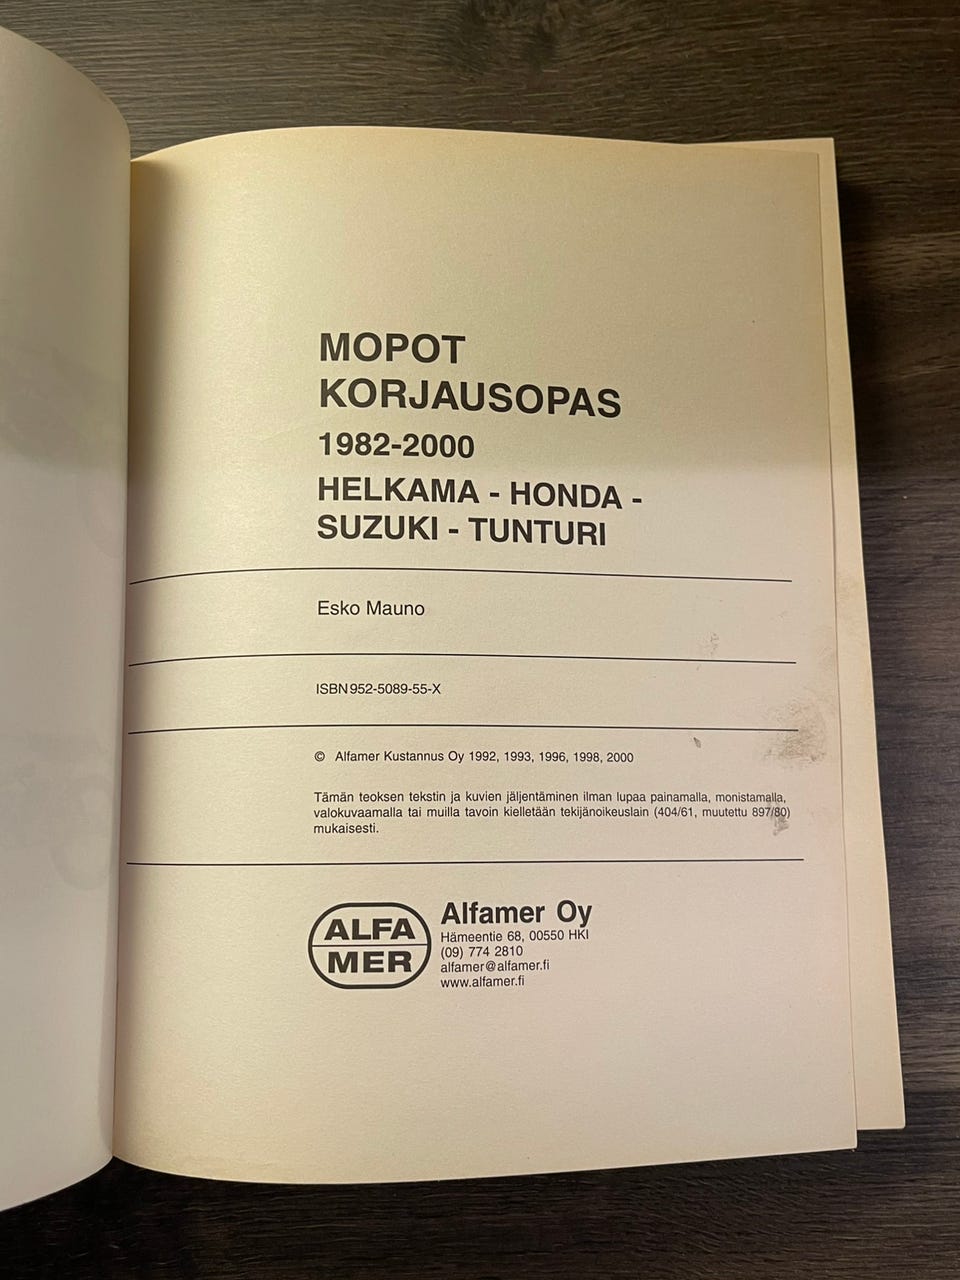 MOPOT
KORJAUSOPAS
1982-2000
HELKAMA - HONDA -
SUZUKI - TUNTURI
Esko Mauno
ISBN 952-5089-55-X
© Alfamer Kustannus Oy 1992, 1993, 1996, 1998, 2000
Tämän teoksen tekstin ja kuvien jäljentäminen ilman lupaa painamalla, monistamalla,
valokuvaamalla tai muilla tavoin kielletään tekijänoikeuslain (404/61, muutettu 897/80)
mukaisesti.
ALFA
MER
Alfamer Oy
Hämeentie 68, 00550 HKI
(09) 774 2810
alfamer@alfamer.fi
www.alfamer.fi